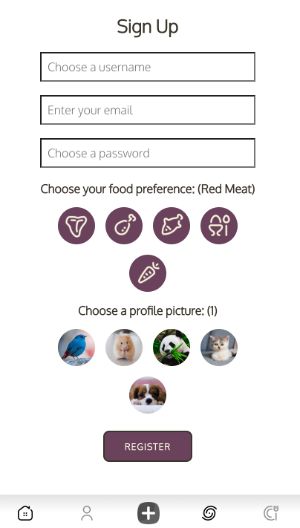 Sign Up
Choose a username
Enter your email
Choose a password
Choose your food preference: (Red Meat)
Choose a profile picture: (1)
REGISTER